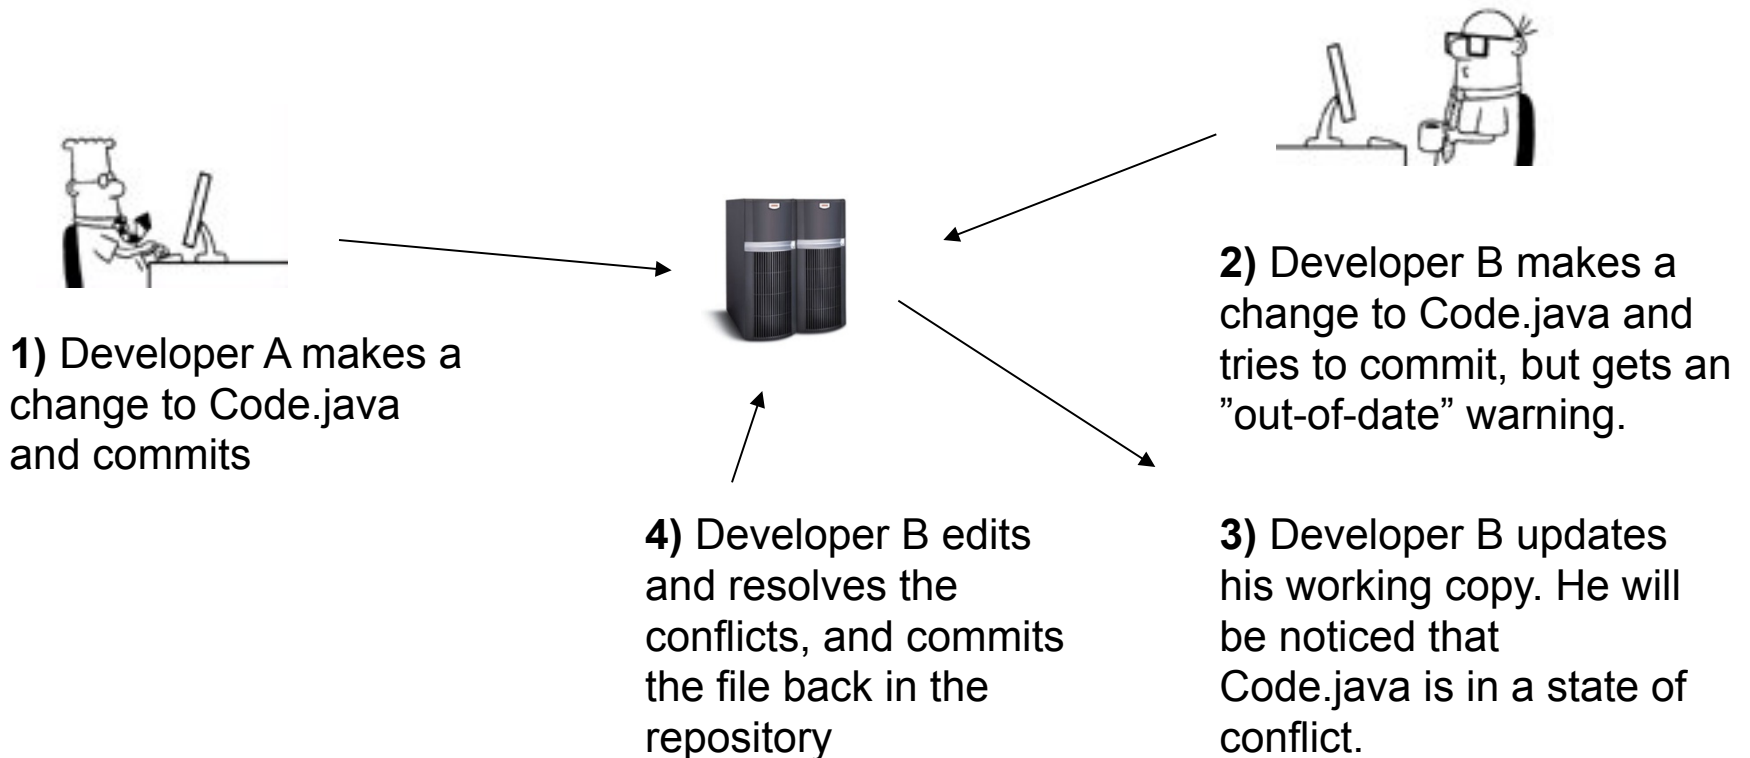 1) Developer A makes a
change to Code.java
and commits
2) Developer B makes a
change to Code.java and
tries to commit, but gets an
”out-of-date” warning.
3) Developer B updates
his working copy. He will
be noticed that
Code.java is in a state of
conflict.
4) Developer B edits
and resolves the
conflicts, and commits
the file back in the
repository